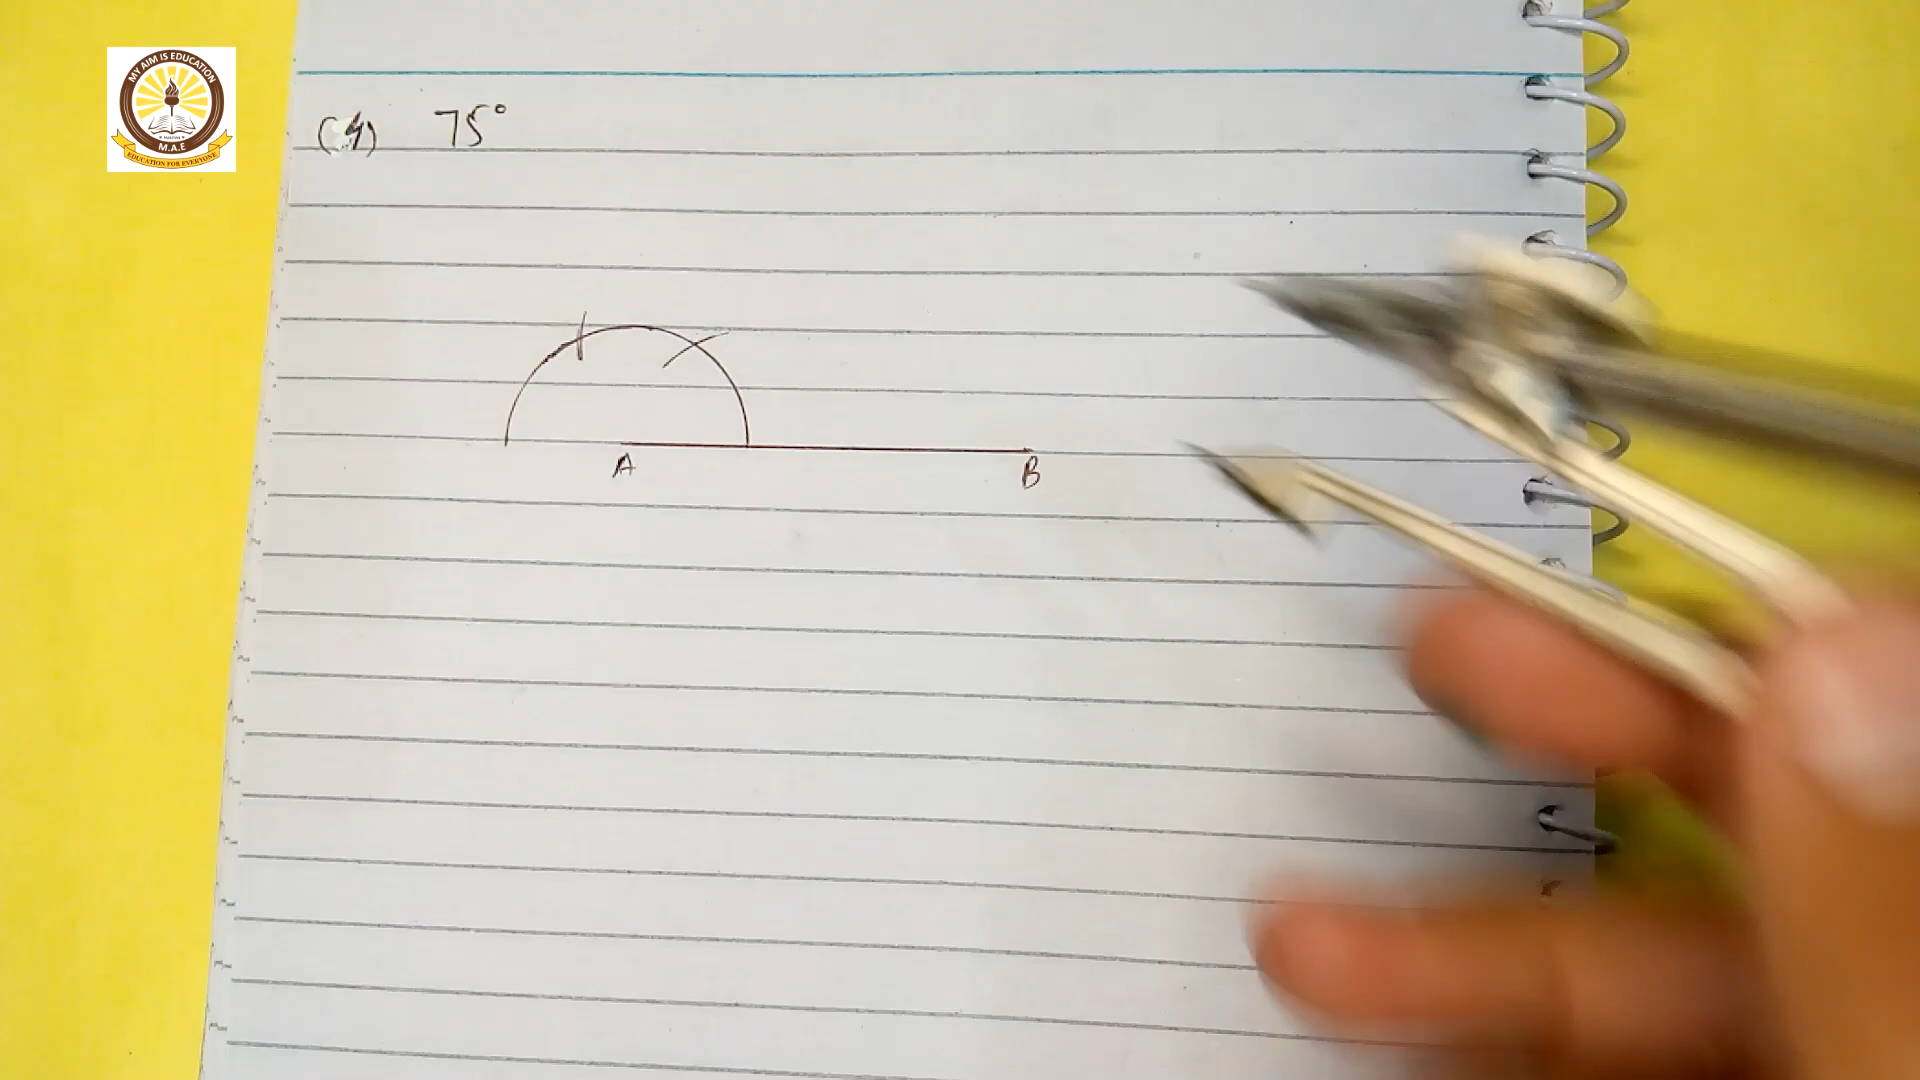 MY AIM IS EDUCATION
M.A.E
EDUCATION FOR EVERYONE
75°
A
B